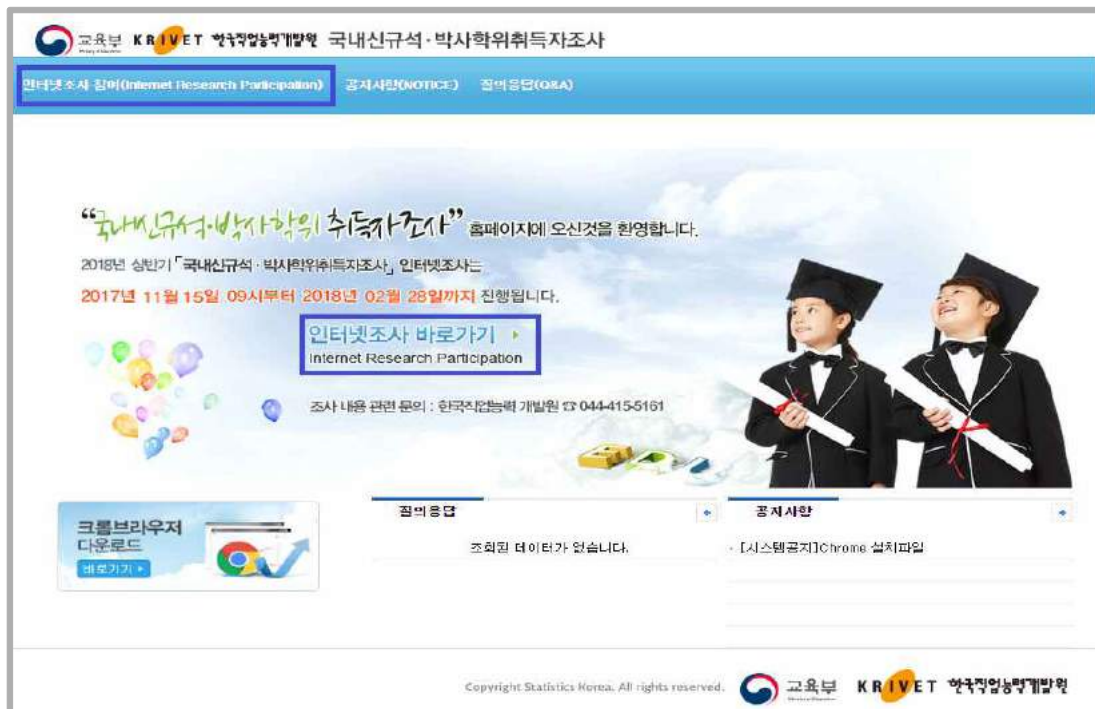 교육부 KRIVET 한국직업능력개발원 국내신규석·박사학위취득자조사
인터넷조사 참여(Internet Research Participation) 공지사항(NOTICE) 질의응답(Q&A)
“국내신규석·박사학위 취득자조사” 홈페이지에 오신것을 환영합니다.
2018년 상반기 「국내신규석·박사학위취득자조사」 인터넷조사는
2017년 11월 15일 09시부터 2018년 02월 28일까지 진행됩니다.
인터넷조사 바로가기
Internet Research Participation
조사 내용 관련 문의 : 한국직업능력 개발원 ☎ 044-415-5161
크롬브라우저
다운로드
바로가기
질의응답
조회된 데이터가 없습니다.
공지사항
· [시스템공지]Chrome 설치파일
Copyright Statistics Korea. All rights reserved. 교육부 KRIVET 한국직업능력개발원